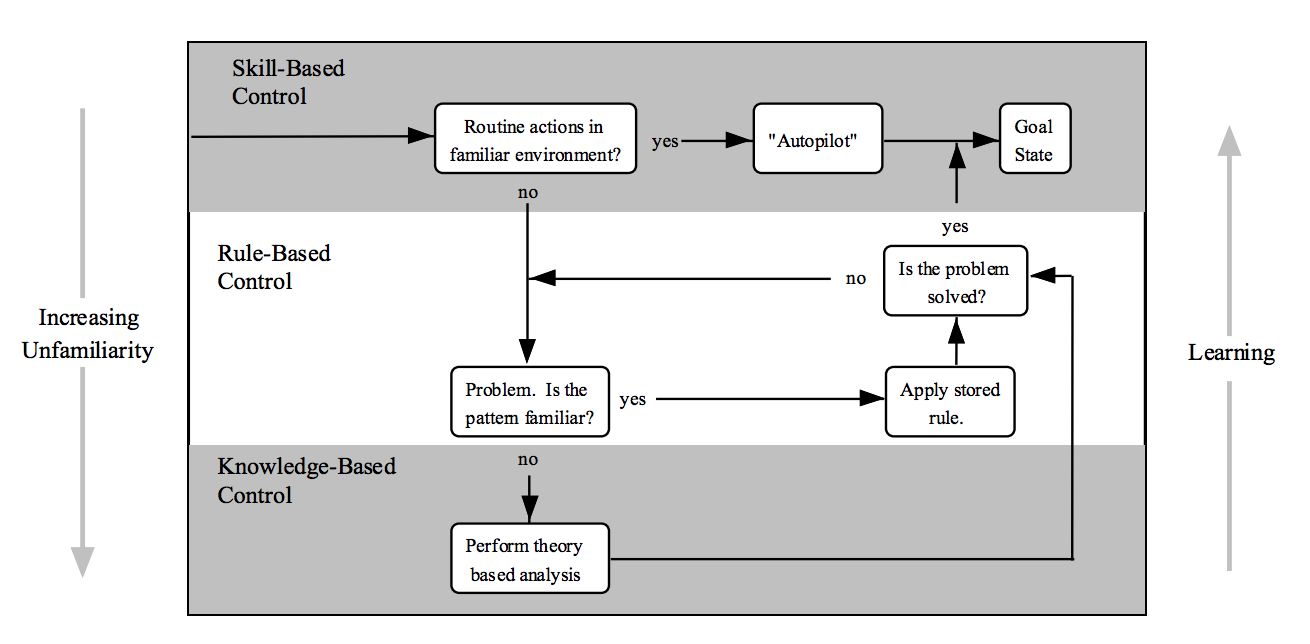 Skill-Based
Control
Routine actions in
familiar environment?
yes
"Autopilot"
Goal
State
no
yes
Rule-Based
Control
Is the problem
solved?
no
Increasing
Unfamiliarity
Learning
Problem.  Is the
pattern familiar?
yes
Apply stored
rule.
no
Knowledge-Based
Control
Perform theory
based analysis